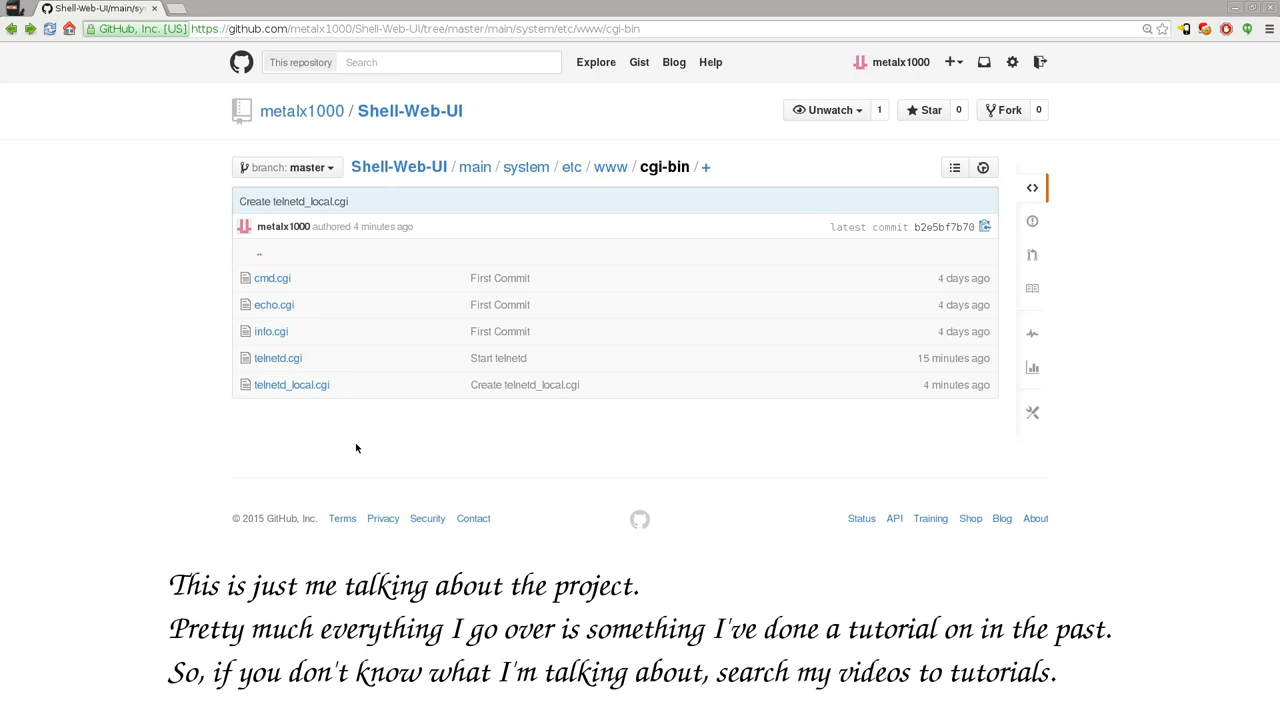 Shell-Web-UI/main/sy
GitHub, Inc. [US] https://github.com/metalx1000/Shell-Web-UI/tree/master/main/system/etc/www/cgi-bin
This repository Search Explore Gist Blog Help metalx1000
metalx1000 / Shell-Web-UI Unwatch 1 Star 0 Fork 0
branch: master Shell-Web-UI / main / system / etc / www / cgi-bin / +
Create telnetd_local.cgi
metalx1000 authored 4 minutes ago latest commit b2e5bf7b70
..
cmd.cgi First Commit 4 days ago
echo.cgi First Commit 4 days ago
info.cgi First Commit 4 days ago
telnetd.cgi Start telnetd 15 minutes ago
telnetd_local.cgi Create telnetd_local.cgi 4 minutes ago
© 2015 GitHub, Inc. Terms Privacy Security Contact Status API Training Shop Blog About
This is just me talking about the project.
Pretty much everything I go over is something I've done a tutorial on in the past.
So, if you don't know what I'm talking about, search my videos to tutorials.